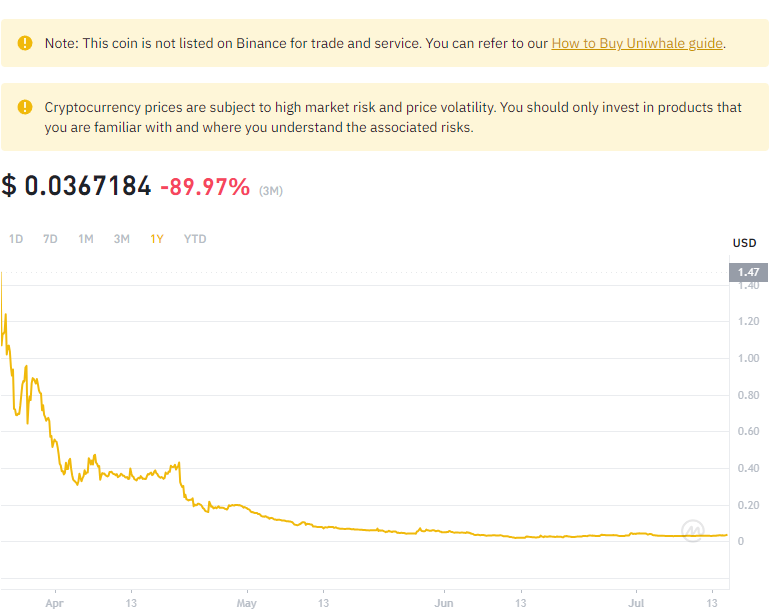 Note: This coin is not listed on Binance for trade and service. You can refer to our How to Buy Uniwhale guide.
Cryptocurrency prices are subject to high market risk and price volatility. You should only invest in products that
you are familiar with and where you understand the associated risks.
$ 0.0367184 -89.97% (3M)
1D 7D 1M 3M 1Y YTD
USD
1.47
1.40
1.20
1.00
0.80
0.60
0.40
0.20
0
Apr 13 May 13 Jun 13 Jul 13